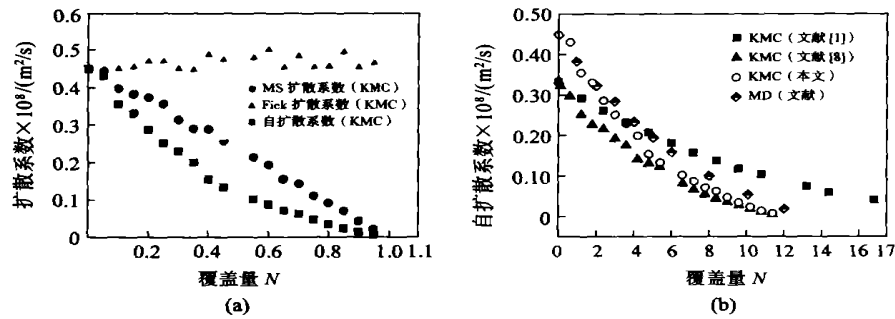 扩散系数×10⁸/(m²/s)
0.6
0.5
0.4
0.3
0.2
0.1
0
MS 扩散系数（KMC）
Fick 扩散系数（KMC）
自扩散系数（KMC）
0.2 0.4 0.6 0.8 1.0 1.1
覆盖量 N
(a)
自扩散系数×10⁸/(m²/s)
0.50
0.40
0.30
0.20
0.10
0
KMC（文献[1]）
KMC（文献[8]）
KMC（本文）
MD（文献）
0 2 4 6 8 10 12 14 16 17
覆盖量 N
(b)